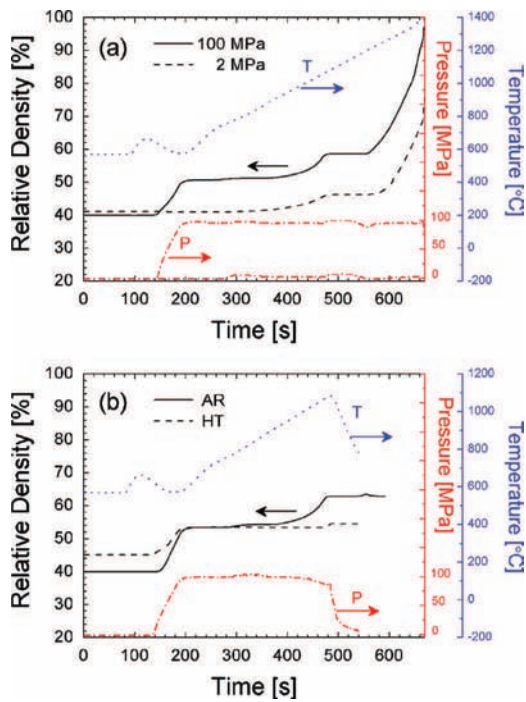 (a)
100 MPa
2 MPa
T
P
Relative Density [%]
100
90
80
70
60
50
40
30
20
Pressure [MPa]
100
50
0
Temperature [°C]
1400
1200
1000
800
600
400
200
0
-200
0 100 200 300 400 500 600
Time [s]
(b)
AR
HT
T
P
Relative Density [%]
100
90
80
70
60
50
40
30
20
Pressure [MPa]
100
50
0
Temperature [°C]
1200
1000
800
600
400
200
0
-200
0 100 200 300 400 500 600
Time [s]